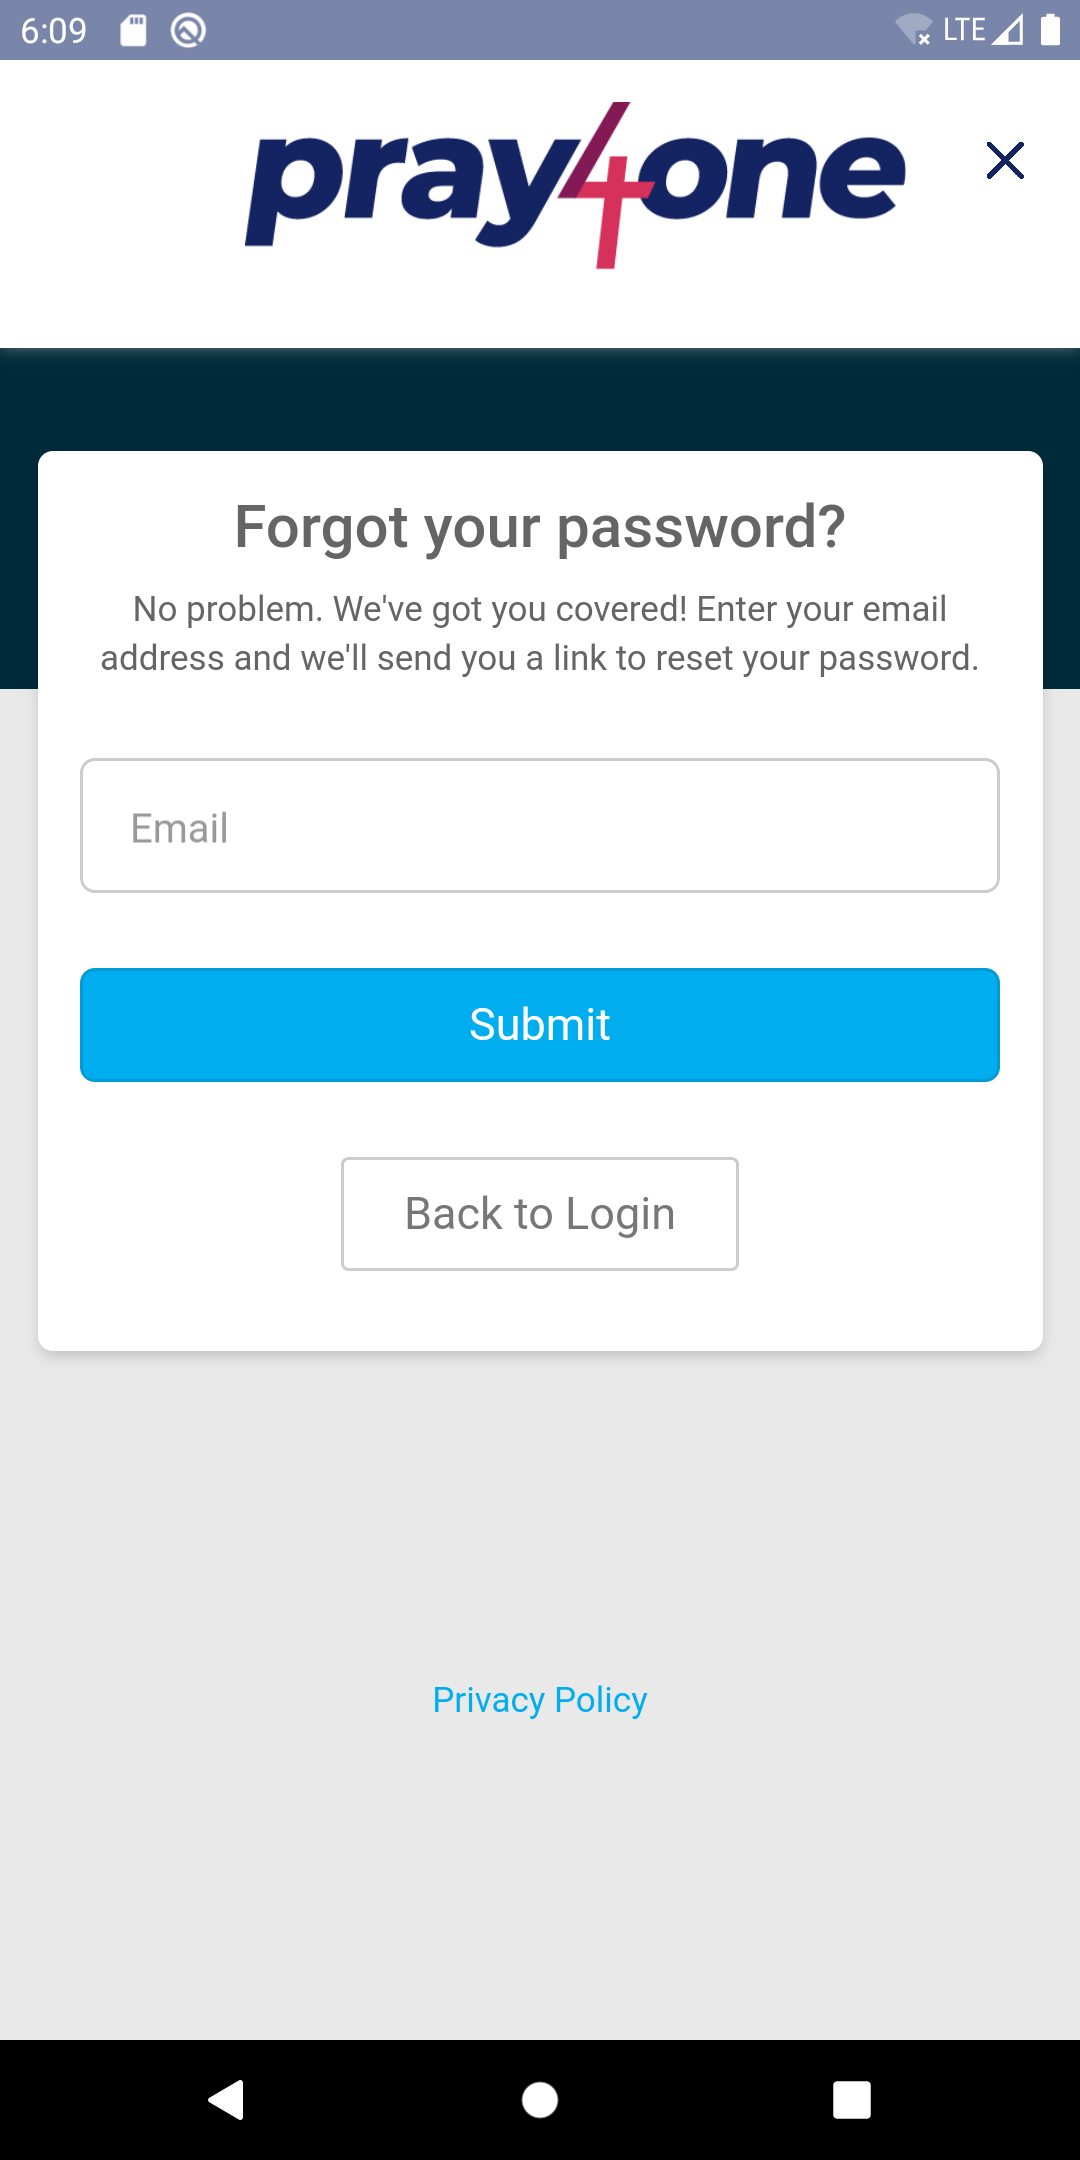 6:09
LTE
pray4one
Forgot your password?
No problem. We've got you covered! Enter your email
address and we'll send you a link to reset your password.
Email
Submit
Back to Login
Privacy Policy